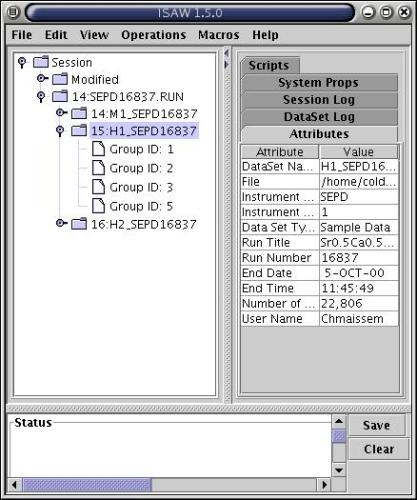 ISAW 1.5.0
File Edit View Operations Macros Help
Session
Modified
14:SEPD16837.RUN
14:M1_SEPD16837
15:H1_SEPD16837
Group ID: 1
Group ID: 2
Group ID: 3
Group ID: 5
16:H2_SEPD16837
Scripts
System Props
Session Log
DataSet Log
Attributes
Attribute Value
DataSet Na... H1_SEPD16...
File /home/cold...
Instrument ... SEPD
Instrument ... 1
Data Set Ty... Sample Data
Run Title Sr0.5Ca0.5...
Run Number 16837
End Date 5-OCT-00
End Time 11:45:49
Number of ... 22,806
User Name Chmaissem
Status
Save
Clear